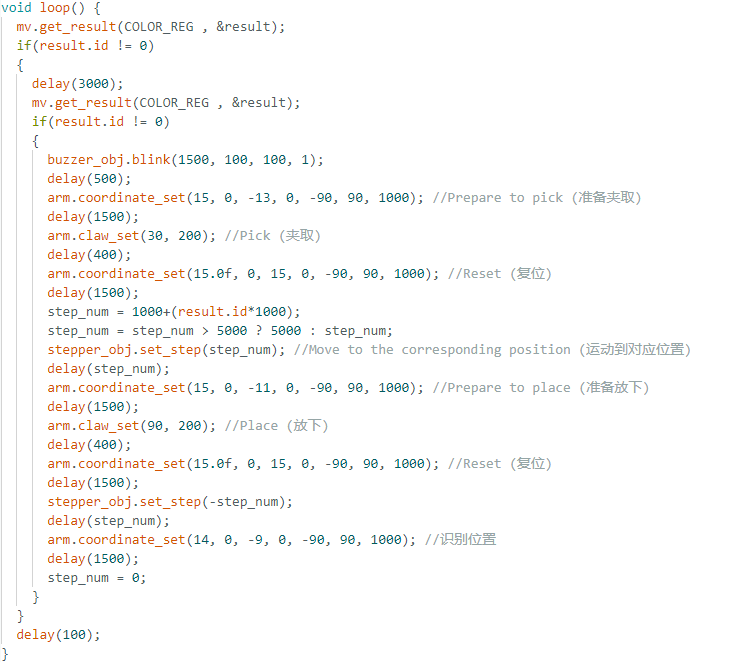 void loop() {
  mv.get_result(COLOR_REG , &result);
  if(result.id != 0)
  {
    delay(3000);
    mv.get_result(COLOR_REG , &result);
    if(result.id != 0)
    {
      buzzer_obj.blink(1500, 100, 100, 1);
      delay(500);
      arm.coordinate_set(15, 0, -13, 0, -90, 90, 1000); //Prepare to pick (准备夹取)
      delay(1500);
      arm.claw_set(30, 200); //Pick (夹取)
      delay(400);
      arm.coordinate_set(15.0f, 0, 15, 0, -90, 90, 1000); //Reset (复位)
      delay(1500);
      step_num = 1000+(result.id*1000);
      step_num = step_num > 5000 ? 5000 : step_num;
      stepper_obj.set_step(step_num); //Move to the corresponding position (运动到对应位置)
      delay(step_num);
      arm.coordinate_set(15, 0, -11, 0, -90, 90, 1000); //Prepare to place (准备放下)
      delay(1500);
      arm.claw_set(90, 200); //Place (放下)
      delay(400);
      arm.coordinate_set(15.0f, 0, 15, 0, -90, 90, 1000); //Reset (复位)
      delay(1500);
      stepper_obj.set_step(-step_num);
      delay(step_num);
      arm.coordinate_set(14, 0, -9, 0, -90, 90, 1000); //识别位置
      delay(1500);
      step_num = 0;
    }
  }
  delay(100);
}